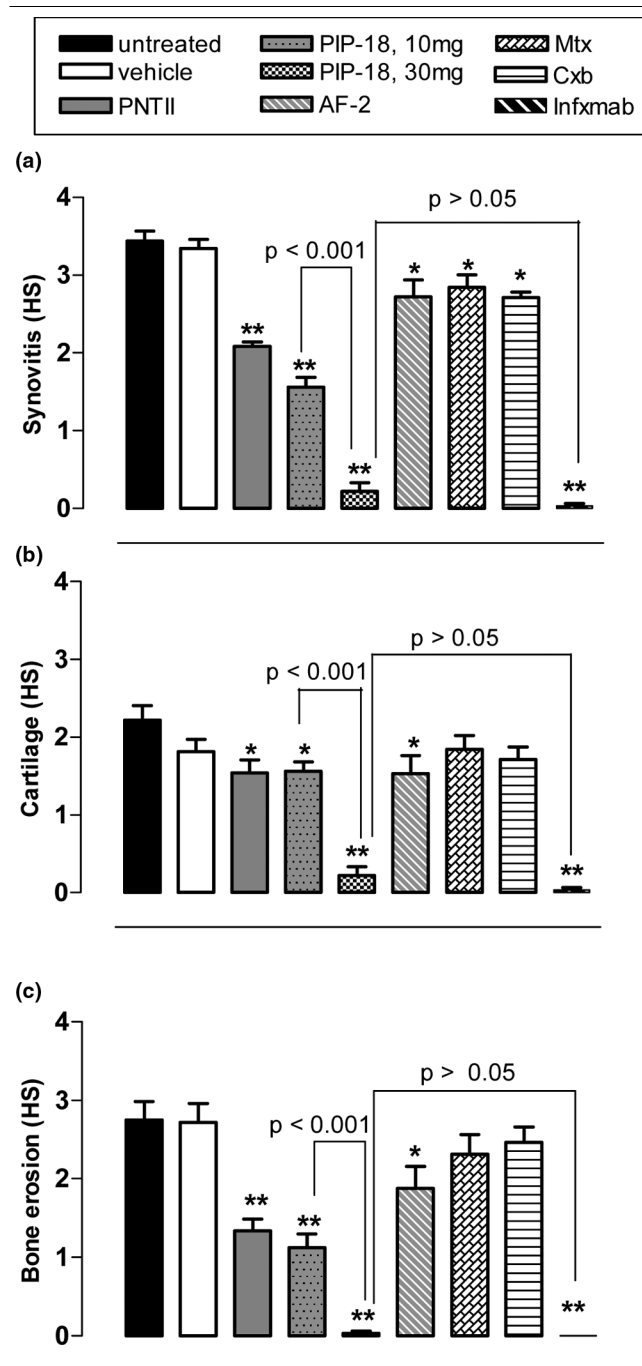 untreated PIP-18, 10mg Mtx
vehicle PIP-18, 30mg Cxb
PNTII AF-2 Infxmab
(a)
4
p > 0.05
p < 0.001
3
* * *
**
2
**
1
**
**
0
Synovitis (HS)
(b)
4
p > 0.05
3
p < 0.001
2
* * *
1
**
**
0
Cartilage (HS)
(c)
4
p > 0.05
3
p < 0.001
*
2
**
**
1
**
**
0
Bone erosion (HS)